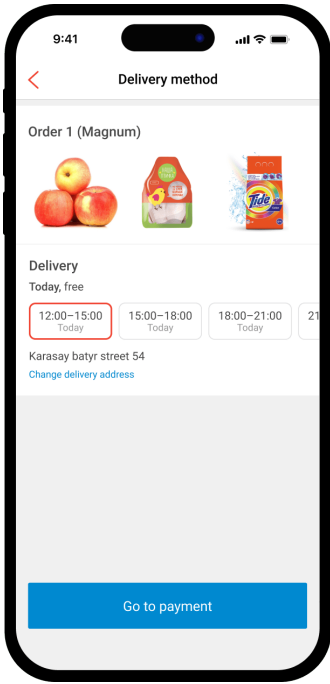 9:41
Delivery method
Order 1 (Magnum)
Tide
Delivery
Today, free
12:00–15:00
Today
15:00–18:00
Today
18:00–21:00
Today
21
Karasay batyr street 54
Change delivery address
Go to payment